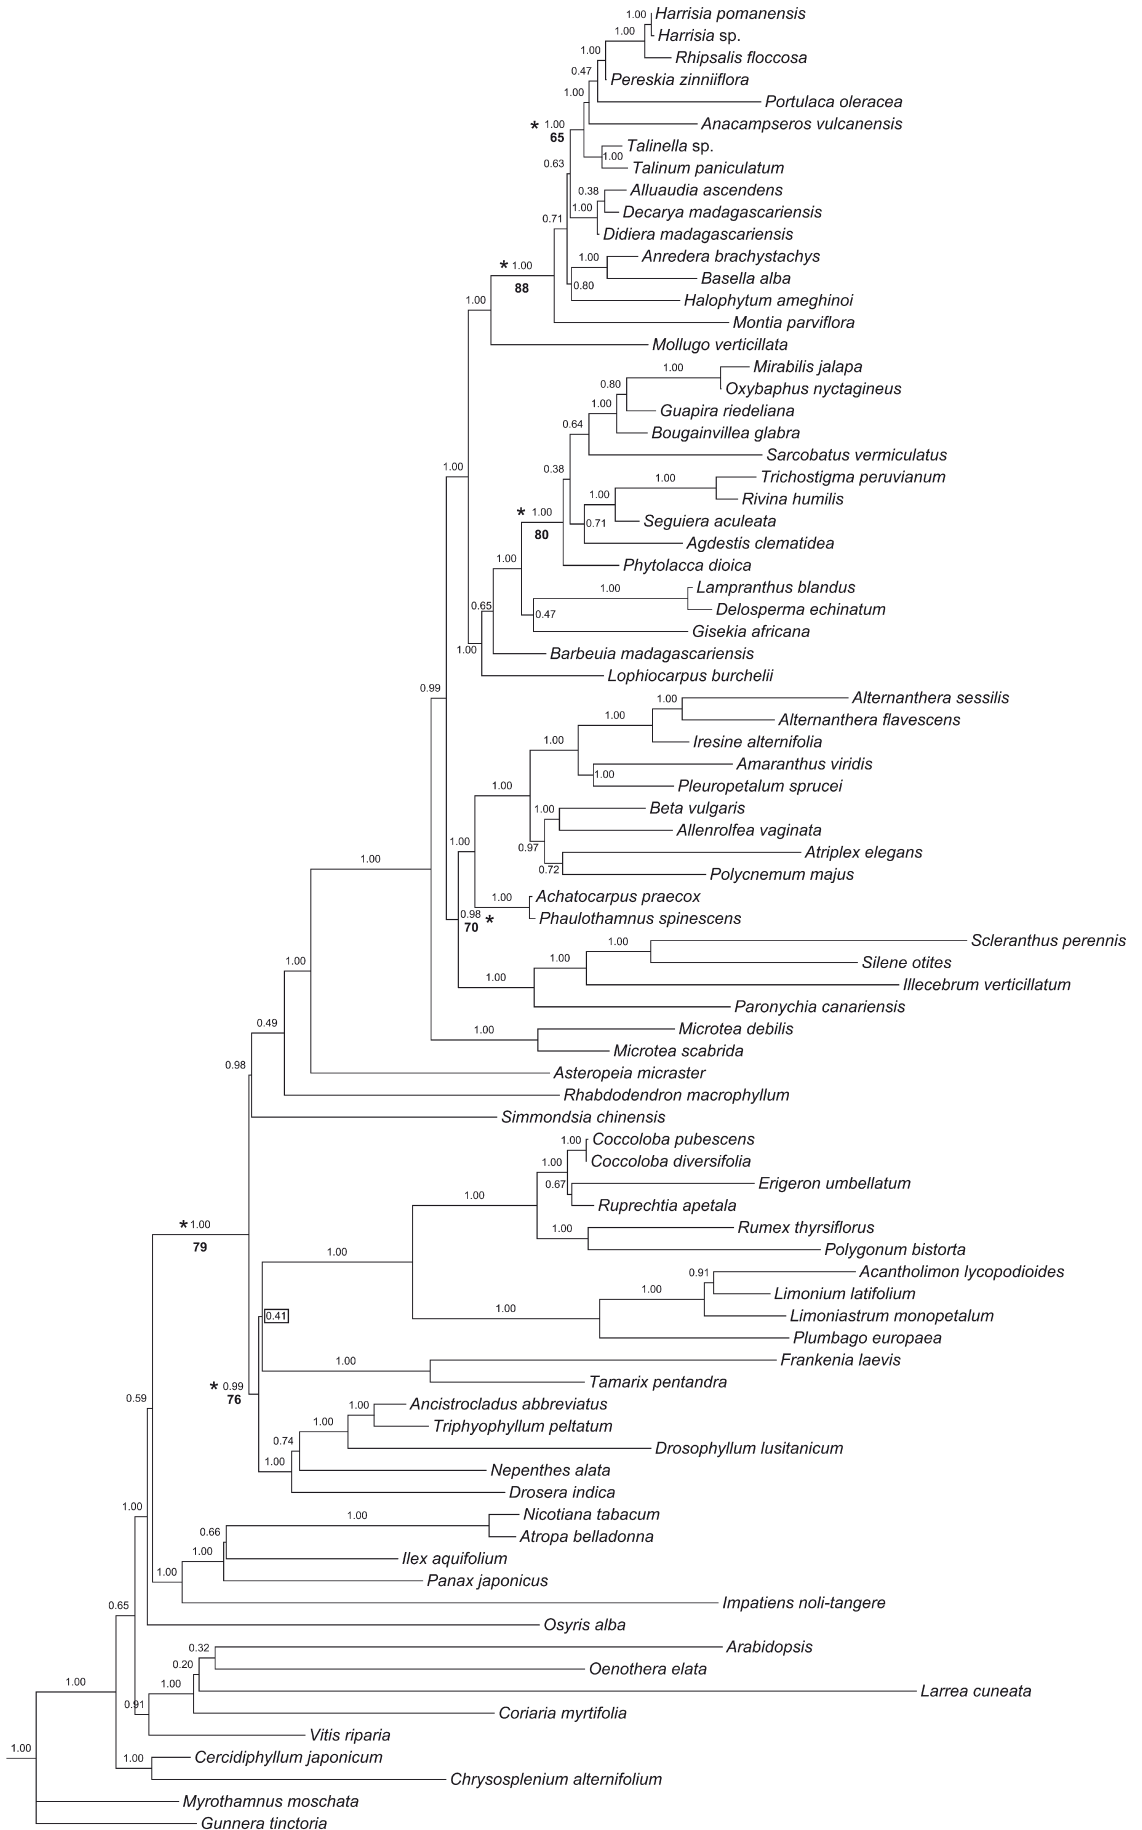 1.00 Harrisia pomanensis
Harrisia sp.
1.00
Rhipsalis floccosa
1.00
Pereskia zinniiflora
0.47
1.00
Portulaca oleracea
* 1.00
65
Anacampseros vulcanensis
Talinella sp.
1.00
0.63
Talinum paniculatum
0.38 Alluaudia ascendens
1.00
Decarya madagascariensis
0.71
Didiera madagascariensis
1.00 Anredera brachystachys
* 1.00
88
Basella alba
0.80
Halophytum ameghinoi
1.00
Montia parviflora
Mollugo verticillata
1.00
Mirabilis jalapa
0.80
Oxybaphus nyctagineus
1.00
Guapira riedeliana
0.64
Bougainvillea glabra
Sarcobatus vermiculatus
1.00
0.38
1.00
Trichostigma peruvianum
1.00
Rivina humilis
* 1.00
80
0.71
Seguiera aculeata
Agdestis clematidea
1.00
Phytolacca dioica
1.00
Lampranthus blandus
0.65
0.47
Delosperma echinatum
Gisekia africana
1.00
Barbeuia madagascariensis
Lophiocarpus burchelii
0.99
1.00
Alternanthera sessilis
1.00
Alternanthera flavescens
1.00
Iresine alternifolia
1.00
Amaranthus viridis
1.00
Pleuropetalum sprucei
1.00
Beta vulgaris
1.00
0.97
Allenrolfea vaginata
1.00
0.72
Atriplex elegans
Polycnemum majus
1.00
Achatocarpus praecox
0.98 *
70
Phaulothamnus spinescens
1.00
Scleranthus perennis
1.00
1.00
Silene otites
1.00
Illecebrum verticillatum
Paronychia canariensis
0.49
1.00
Microtea debilis
Microtea scabrida
0.98
Asteropeia micraster
Rhabdodendron macrophyllum
Simmondsia chinensis
1.00 Coccoloba pubescens
1.00
Coccoloba diversifolia
0.67
Erigeron umbellatum
1.00
Ruprechtia apetala
* 1.00
79
1.00
Rumex thyrsiflorus
1.00
Polygonum bistorta
0.91
Acantholimon lycopodioides
1.00
Limonium latifolium
1.00
0.41
Limoniastrum monopetalum
Plumbago europaea
1.00
Frankenia laevis
* 0.99
76
Tamarix pentandra
0.59
1.00
Ancistrocladus abbreviatus
1.00
Triphyophyllum peltatum
0.74
Drosophyllum lusitanicum
1.00
Nepenthes alata
Drosera indica
1.00
1.00
Nicotiana tabacum
0.66
Atropa belladonna
1.00
Ilex aquifolium
1.00
Panax japonicus
0.65
Impatiens noli-tangere
Osyris alba
0.32
Arabidopsis
0.20
Oenothera elata
1.00
1.00
Larrea cuneata
0.91
Coriaria myrtifolia
Vitis riparia
1.00
1.00
Cercidiphyllum japonicum
Chrysosplenium alternifolium
Myrothamnus moschata
Gunnera tinctoria